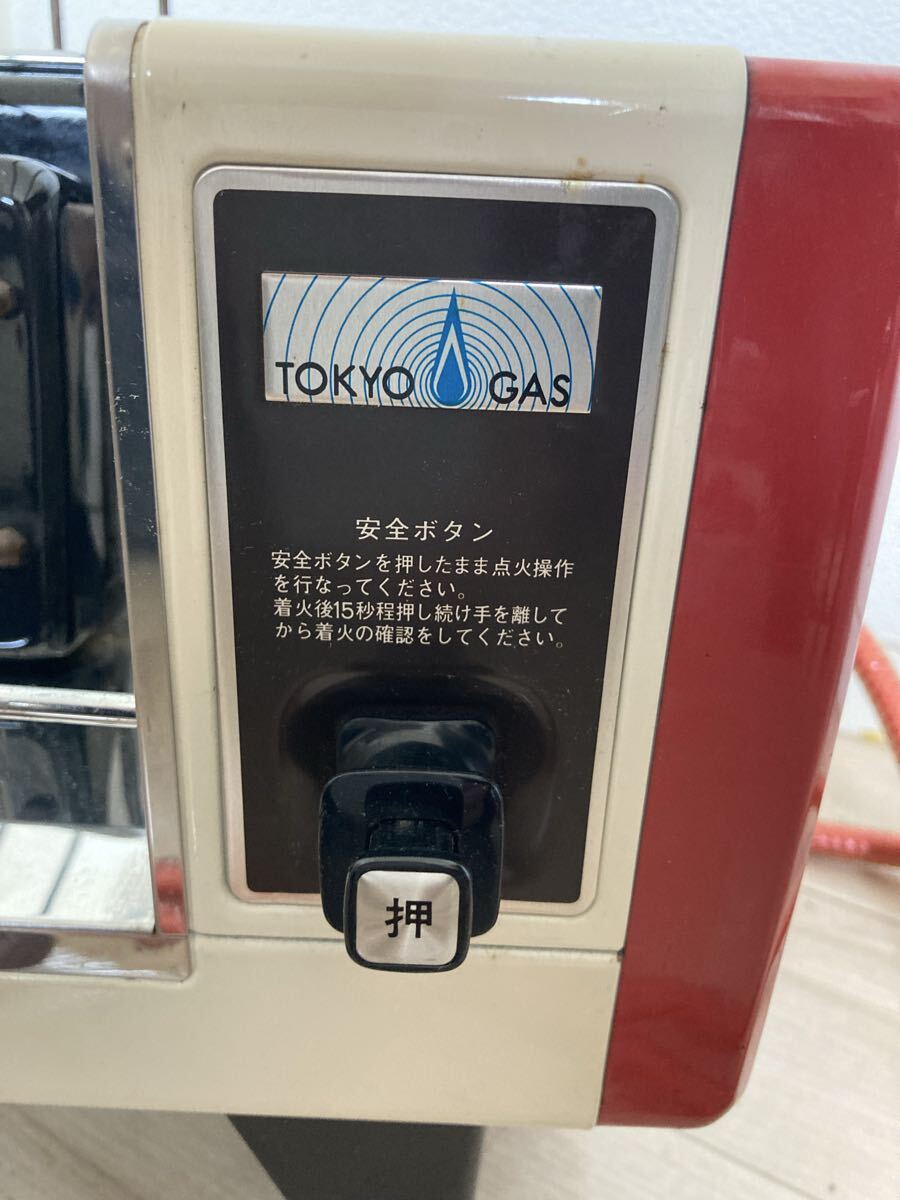 TOKYO GAS
安全ボタン
安全ボタンを押したまま点火操作
を行なってください。
着火後15秒程押し続け手を離して
から着火の確認をしてください。
押